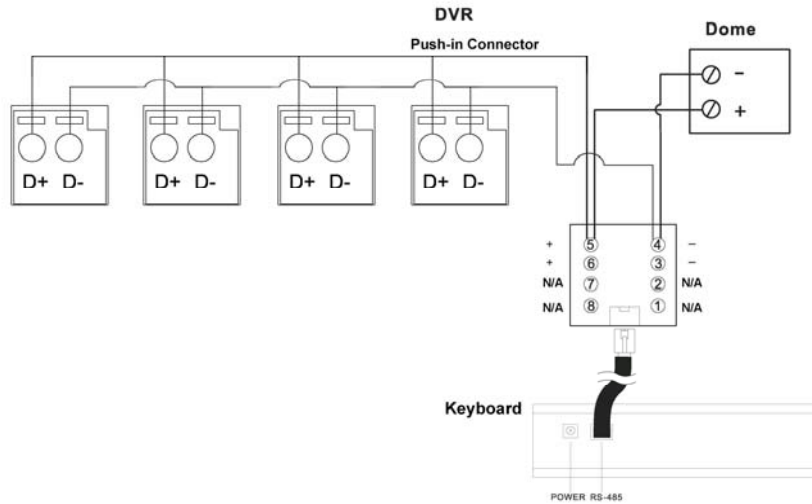 DVR
Push-in Connector
Dome
−
+
D+ D- D+ D- D+ D- D+ D-
+ 5 4 −
+ 6 3 −
N/A 7 2 N/A
N/A 8 1 N/A
Keyboard
POWER RS-485